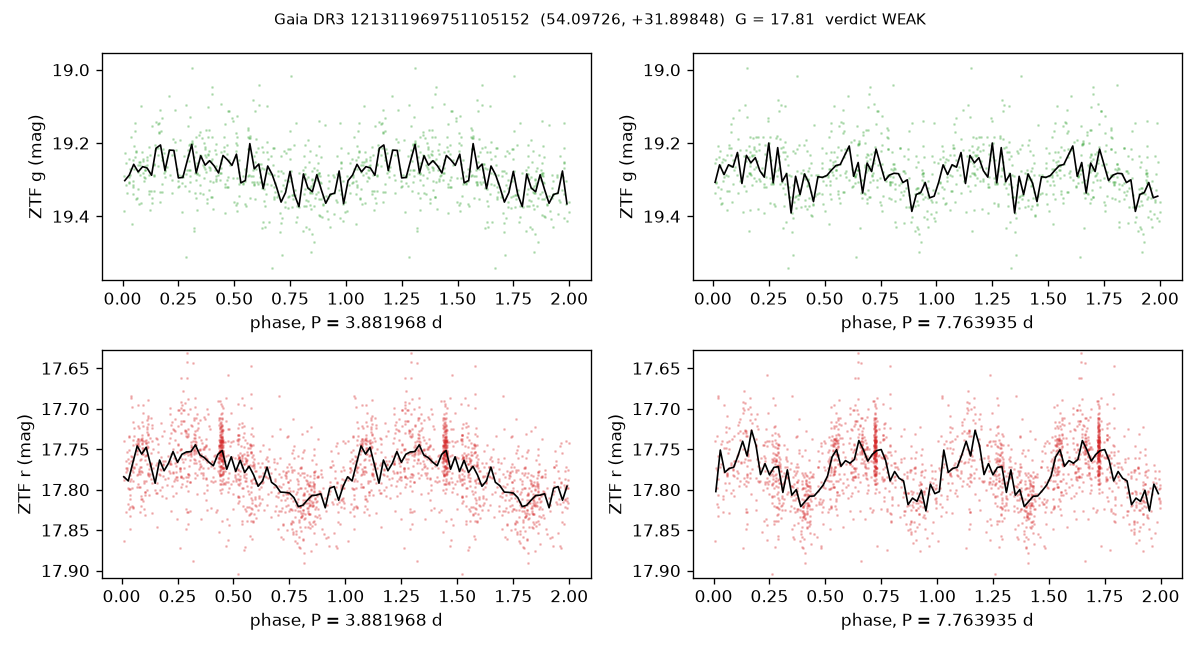 Gaia DR3 121311969751105152  (54.09726, +31.89848)  G = 17.81  verdict WEAK
ZTF g (mag)
19.0
19.2
19.4
0.00 0.25 0.50 0.75 1.00 1.25 1.50 1.75 2.00
phase, P = 3.881968 d
ZTF g (mag)
19.0
19.2
19.4
0.00 0.25 0.50 0.75 1.00 1.25 1.50 1.75 2.00
phase, P = 7.763935 d
ZTF r (mag)
17.65
17.70
17.75
17.80
17.85
17.90
0.00 0.25 0.50 0.75 1.00 1.25 1.50 1.75 2.00
phase, P = 3.881968 d
ZTF r (mag)
17.65
17.70
17.75
17.80
17.85
17.90
0.00 0.25 0.50 0.75 1.00 1.25 1.50 1.75 2.00
phase, P = 7.763935 d